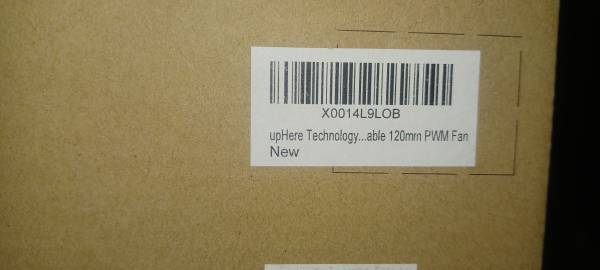 X0014L9LOB
upHere Technology...able 120mm PWM Fan
New